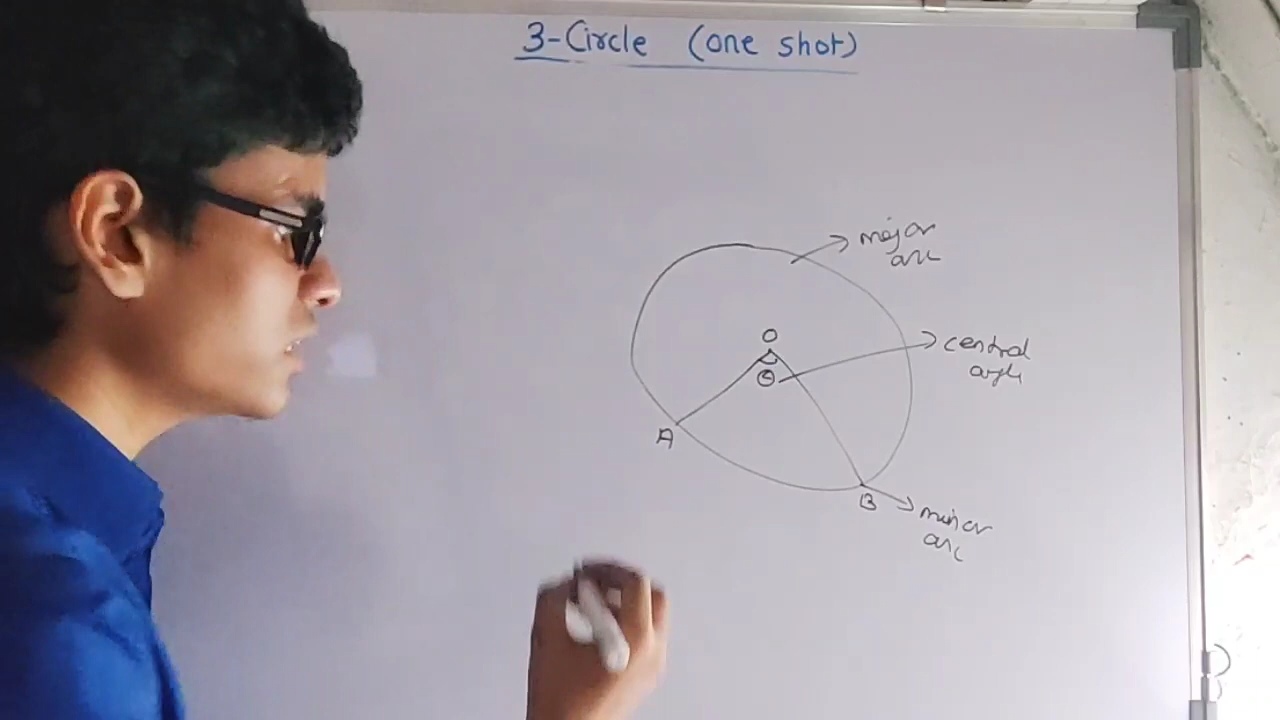 3-Circle (one shot)
major
arc
O
central
angle
θ
A
B
minor
arc